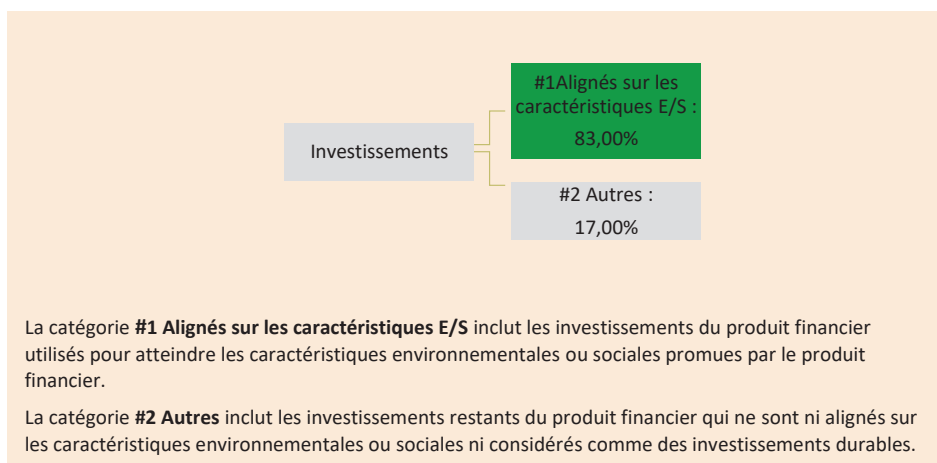 #1Alignés sur les
caractéristiques E/S :
83,00%
Investissements
#2 Autres :
17,00%
La catégorie #1 Alignés sur les caractéristiques E/S inclut les investissements du produit financier
utilisés pour atteindre les caractéristiques environnementales ou sociales promues par le produit
financier.
La catégorie #2 Autres inclut les investissements restants du produit financier qui ne sont ni alignés sur
les caractéristiques environnementales ou sociales ni considérés comme des investissements durables.